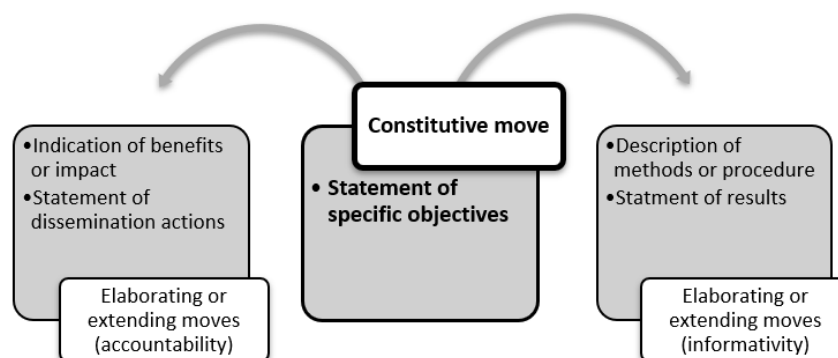 •Indication of benefits
or impact
•Statement of
dissemination actions
Elaborating or
extending moves
(accountability)
Constitutive move
• Statement of
specific objectives
•Description of
methods or procedure
•Statment of results
Elaborating or
extending moves
(informativity)